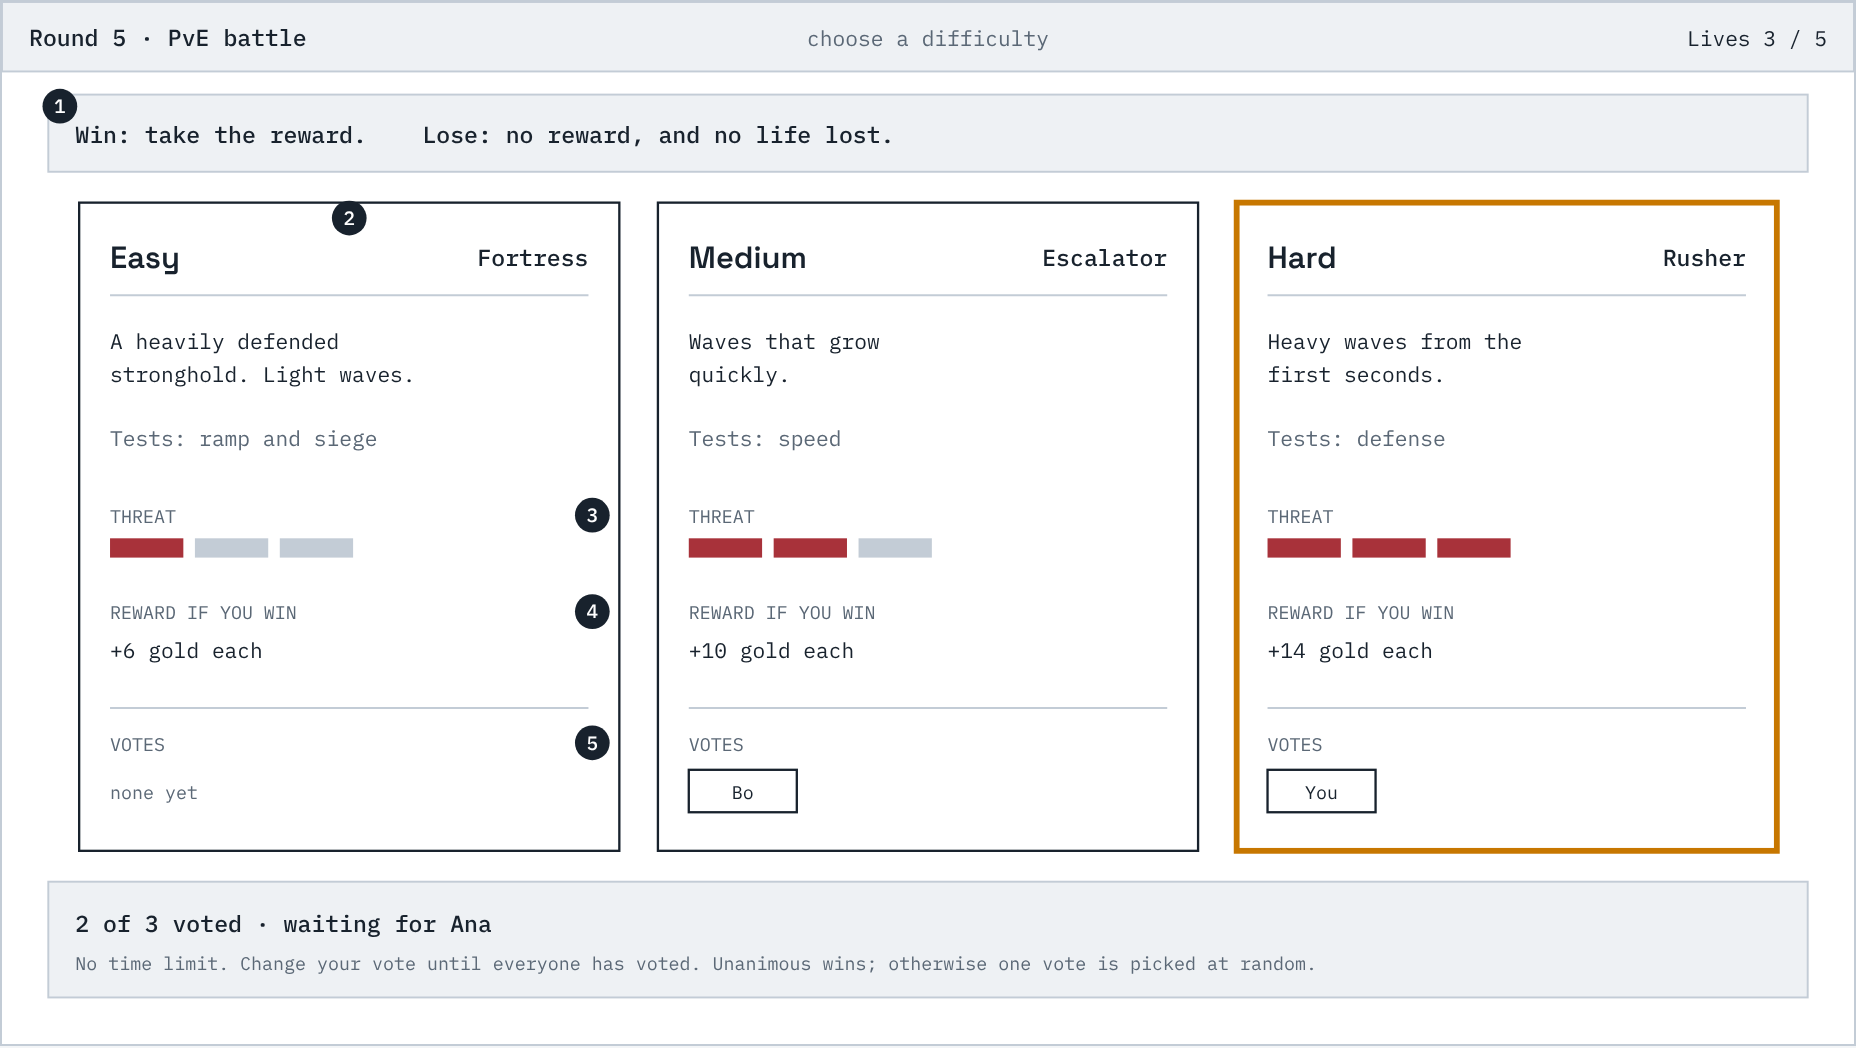 Round 5 · PvE battle
choose a difficulty
Lives 3 / 5
1
Win: take the reward. Lose: no reward, and no life lost.
2
Easy
Fortress
A heavily defended
stronghold. Light waves.
Tests: ramp and siege
THREAT
3
REWARD IF YOU WIN
4
+6 gold each
VOTES
5
none yet
Medium
Escalator
Waves that grow
quickly.
Tests: speed
THREAT
REWARD IF YOU WIN
+10 gold each
VOTES
Bo
Hard
Rusher
Heavy waves from the
first seconds.
Tests: defense
THREAT
REWARD IF YOU WIN
+14 gold each
VOTES
You
2 of 3 voted · waiting for Ana
No time limit. Change your vote until everyone has voted. Unanimous wins; otherwise one vote is picked at random.